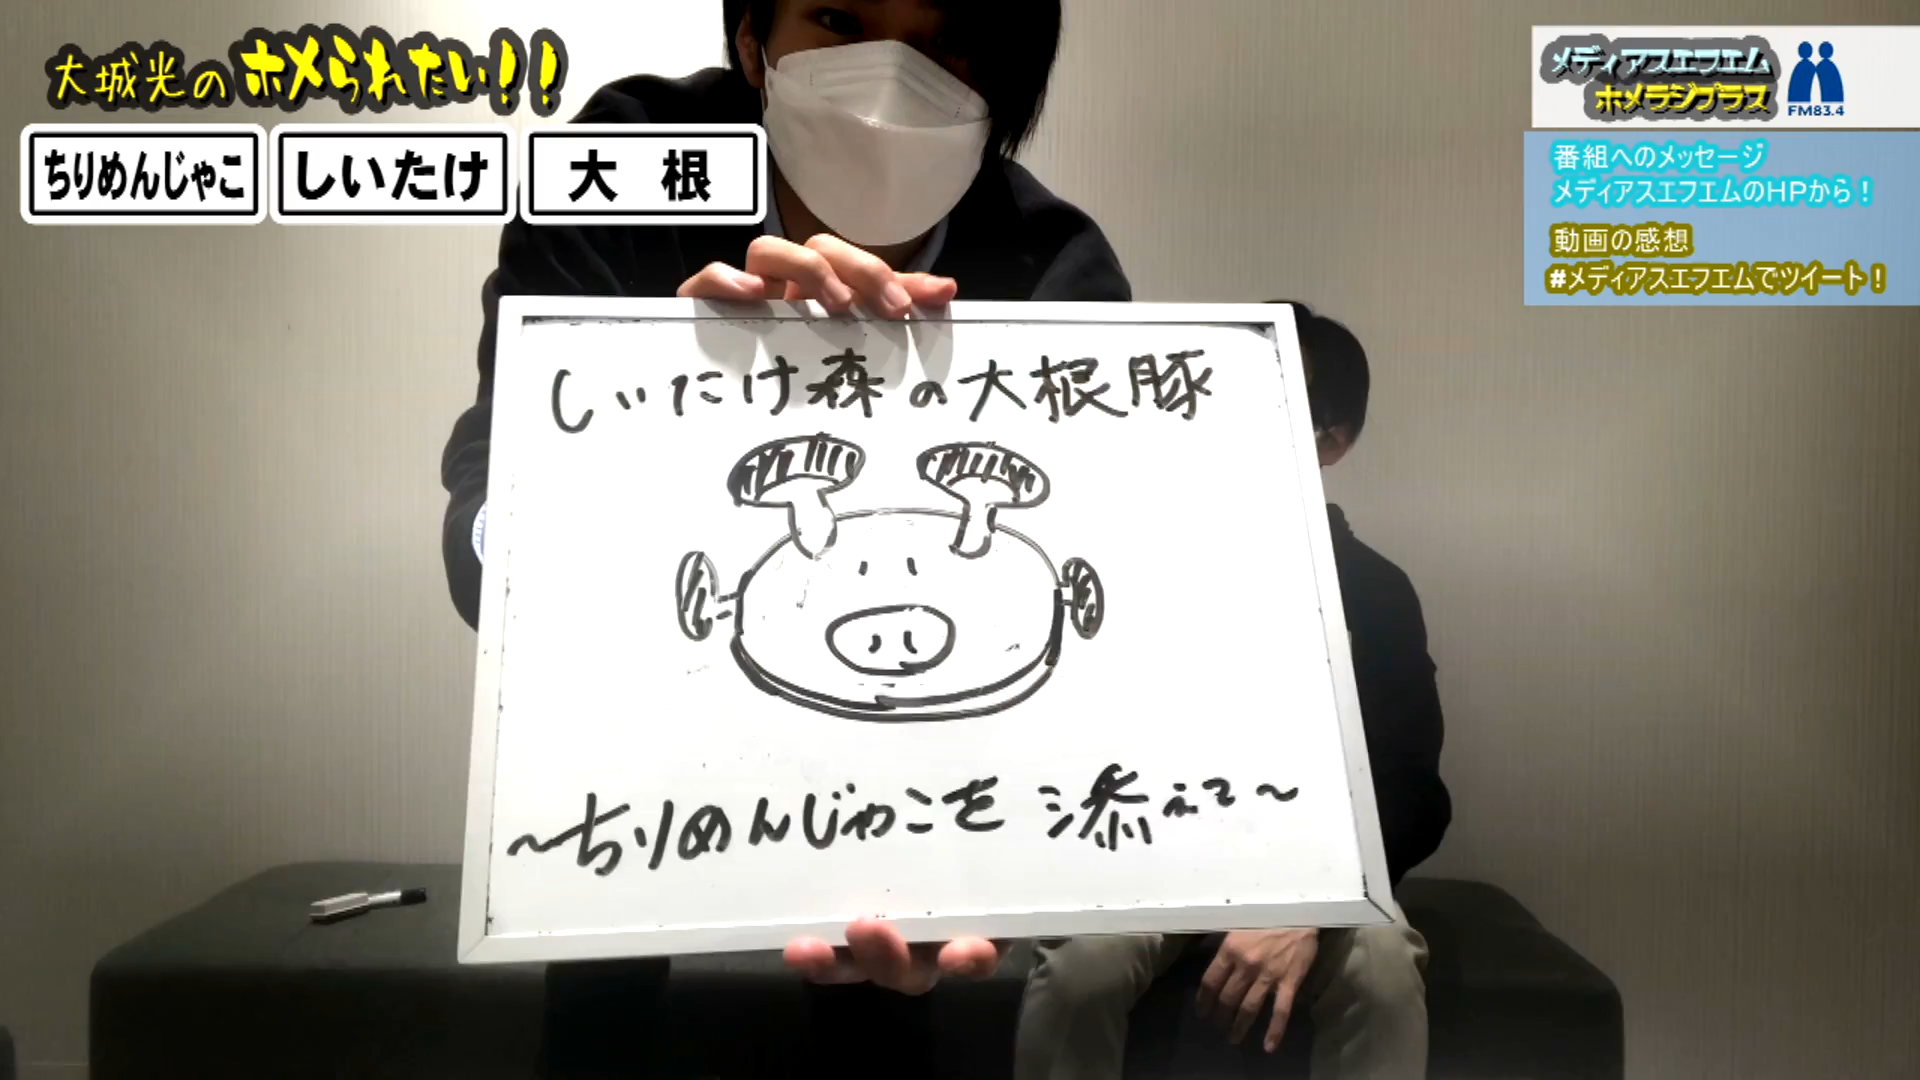 大城光のホメられたい!!
ちりめんじゃこ
しいたけ
大根
メディアスエフエム
ホメラジプラス
FM83.4
番組へのメッセージ
メディアスエフエムのHPから！
動画の感想
#メディアスエフエムでツイート！
しいたけ森の大根豚
～ちりめんじゃこを添えて～